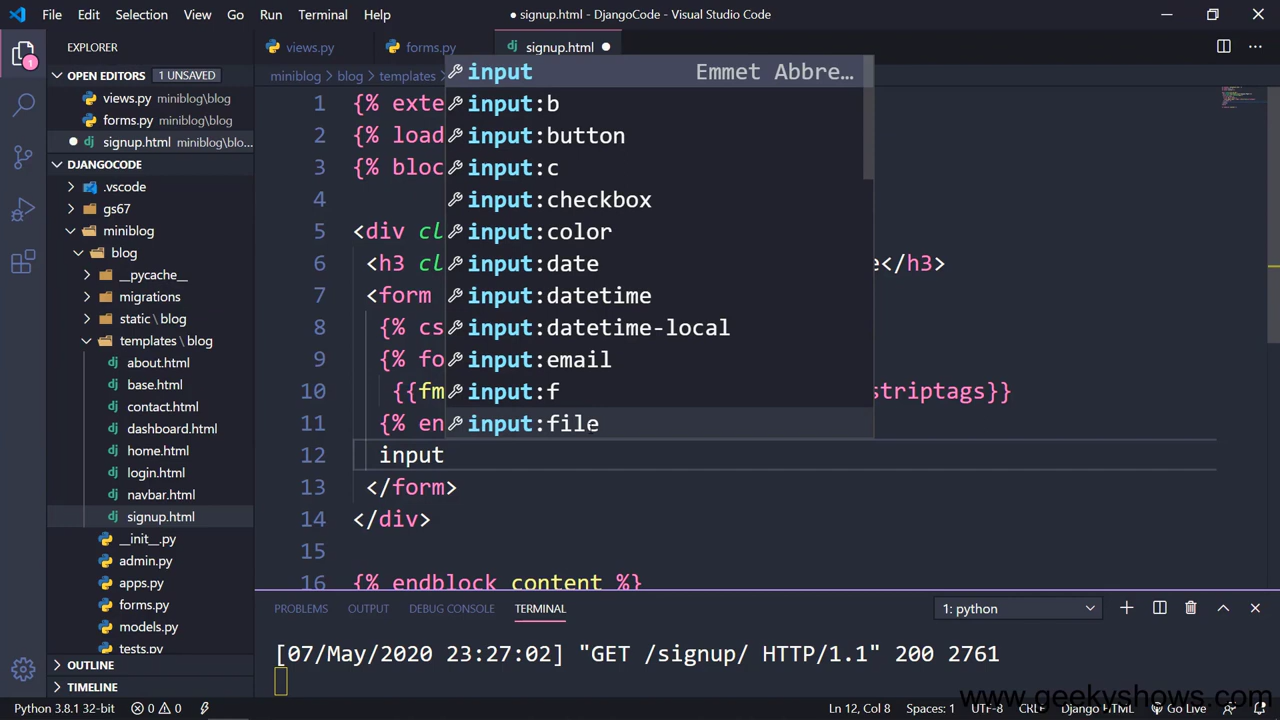 File Edit Selection View Go Run Terminal Help
● signup.html - DjangoCode - Visual Studio Code
EXPLORER
views.py
forms.py
signup.html
OPEN EDITORS 1 UNSAVED
miniblog > blog > templates
views.py miniblog\blog
forms.py miniblog\blog
signup.html miniblog\blo...
DJANGOCODE
.vscode
gs67
miniblog
blog
__pycache__
migrations
static \ blog
templates \ blog
about.html
base.html
contact.html
dashboard.html
home.html
login.html
navbar.html
signup.html
__init__.py
admin.py
apps.py
forms.py
models.py
tests.py
OUTLINE
TIMELINE
1 {% exte
2 {% load
3 {% bloc
4
5 <div cl
6 <h3 cl e</h3>
7 <form
8 {% cs
9 {% fo
10 {{fm striptags}}
11 {% en
12 input
13 </form>
14 </div>
15
16 {% endblock content %}
input Emmet Abbre...
input:b
input:button
input:c
input:checkbox
input:color
input:date
input:datetime
input:datetime-local
input:email
input:f
input:file
PROBLEMS OUTPUT DEBUG CONSOLE TERMINAL 1: python
[07/May/2020 23:27:02] "GET /signup/ HTTP/1.1" 200 2761
www.geekyshows.com
Python 3.8.1 32-bit 0 0 Ln 12, Col 8 Spaces: 1 UTF-8 CRLF Django HTML Go Live
1